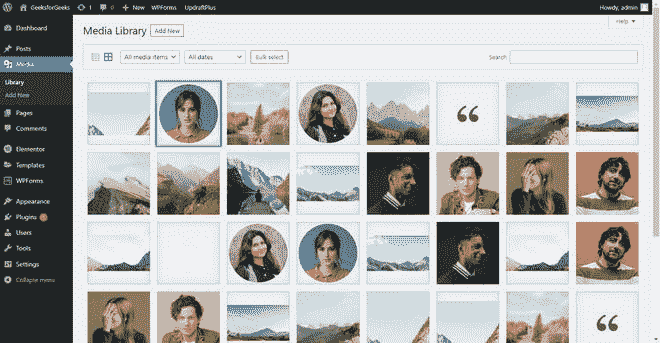 GeeksforGeeks
1
0
New
WPForms
UpdraftPlus
Howdy, admin
Dashboard
Posts
Media
Library
Add New
Pages
Comments
Elementor
Templates
WPForms
Appearance
Plugins
Users
Tools
Settings
Collapse menu
Media Library
Add New
Help
All media items
All dates
Bulk select
Search